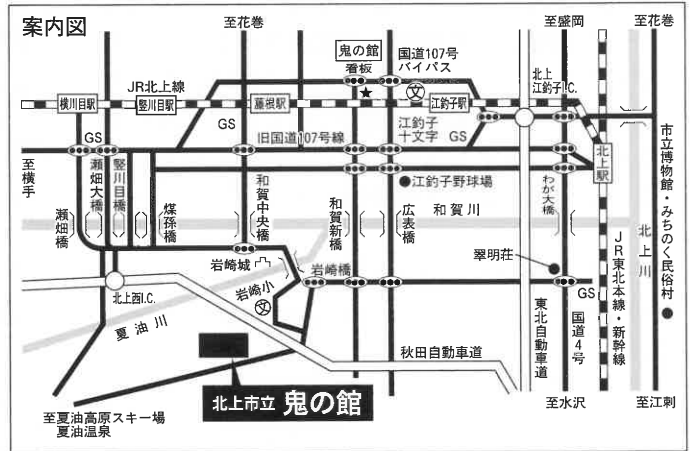 案内図
至花巻
鬼の館
看板
国道107号
バイパス
至盛岡
至花巻
JR北上線
横川目駅
竪川目駅
藤根駅
江釣子駅
北上
江釣子I.C.
文
GS
旧国道107号線
GS
江釣子
十文字
GS
北上駅
至横手
瀬畑大橋
竪川目橋
江釣子野球場
わが大橋
瀬畑橋
煤孫橋
和賀中央橋
和賀新橋
広表橋
和賀川
市立博物館・みちのく民俗村
北上川
岩崎城
岩崎橋
翠明荘
岩崎小
文
北上西I.C.
夏油川
GS
JR東北本線・新幹線
東北自動車道
国道4号
秋田自動車道
北上市立 鬼の館
至夏油高原スキー場
夏油温泉
至水沢
至江刺